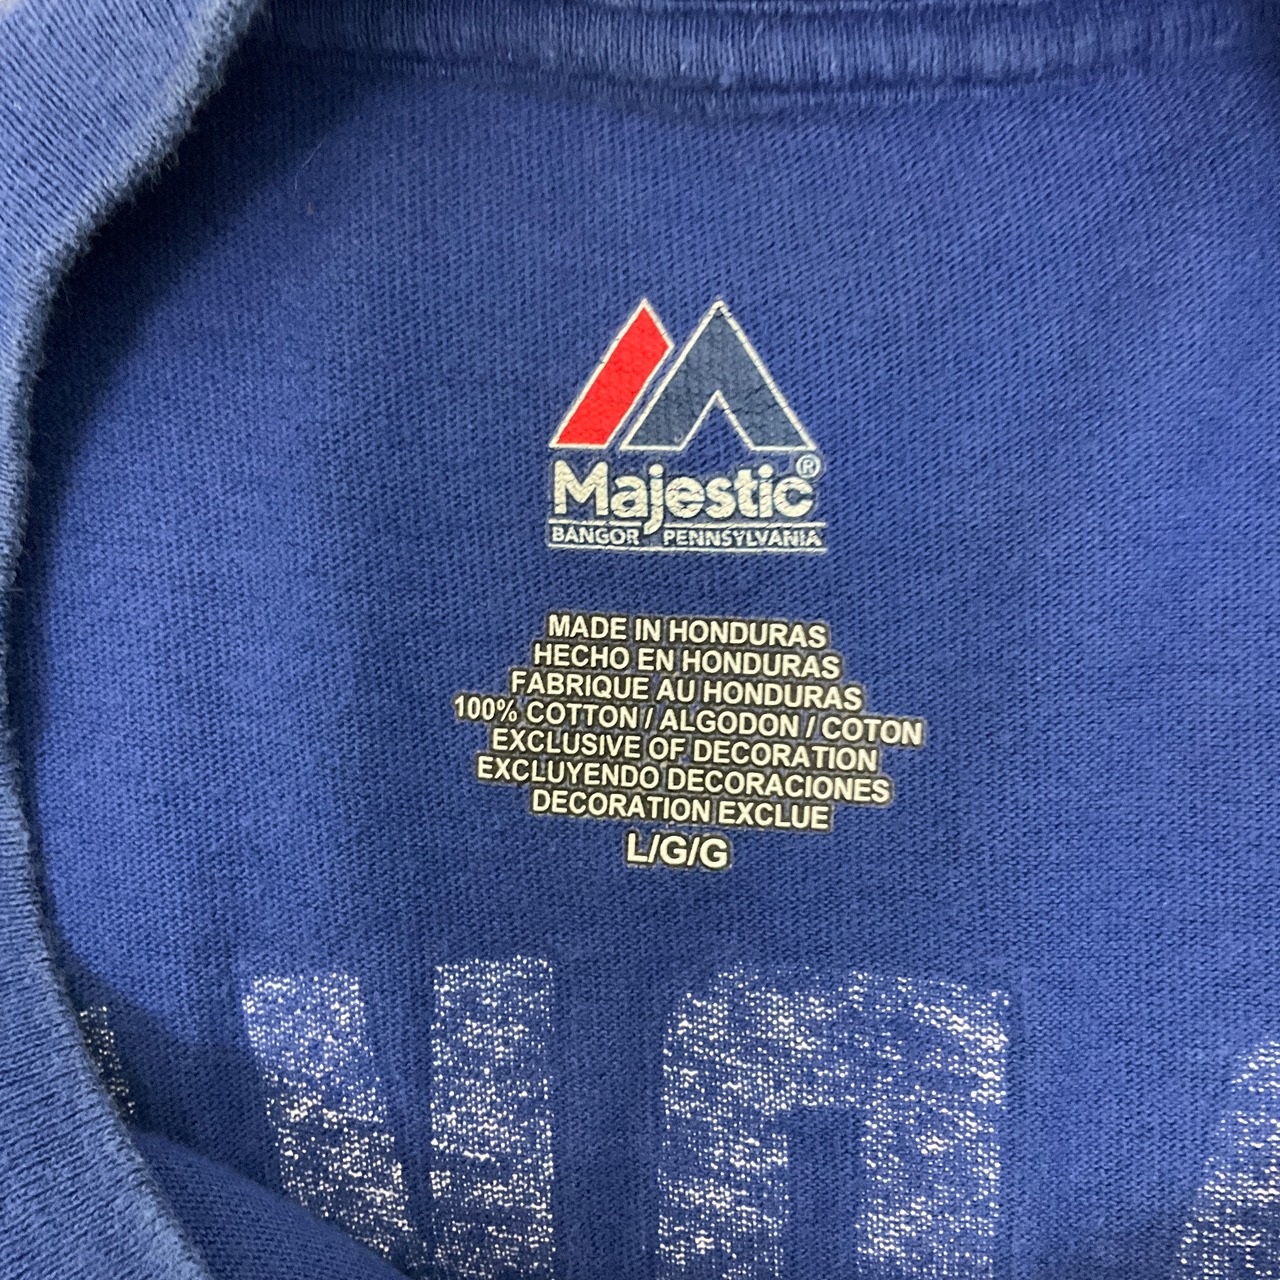 Majestic®
BANGOR PENNSYLVANIA
MADE IN HONDURAS
HECHO EN HONDURAS
FABRIQUE AU HONDURAS
100% COTTON / ALGODON / COTON
EXCLUSIVE OF DECORATION
EXCLUYENDO DECORACIONES
DECORATION EXCLUE
L/G/G